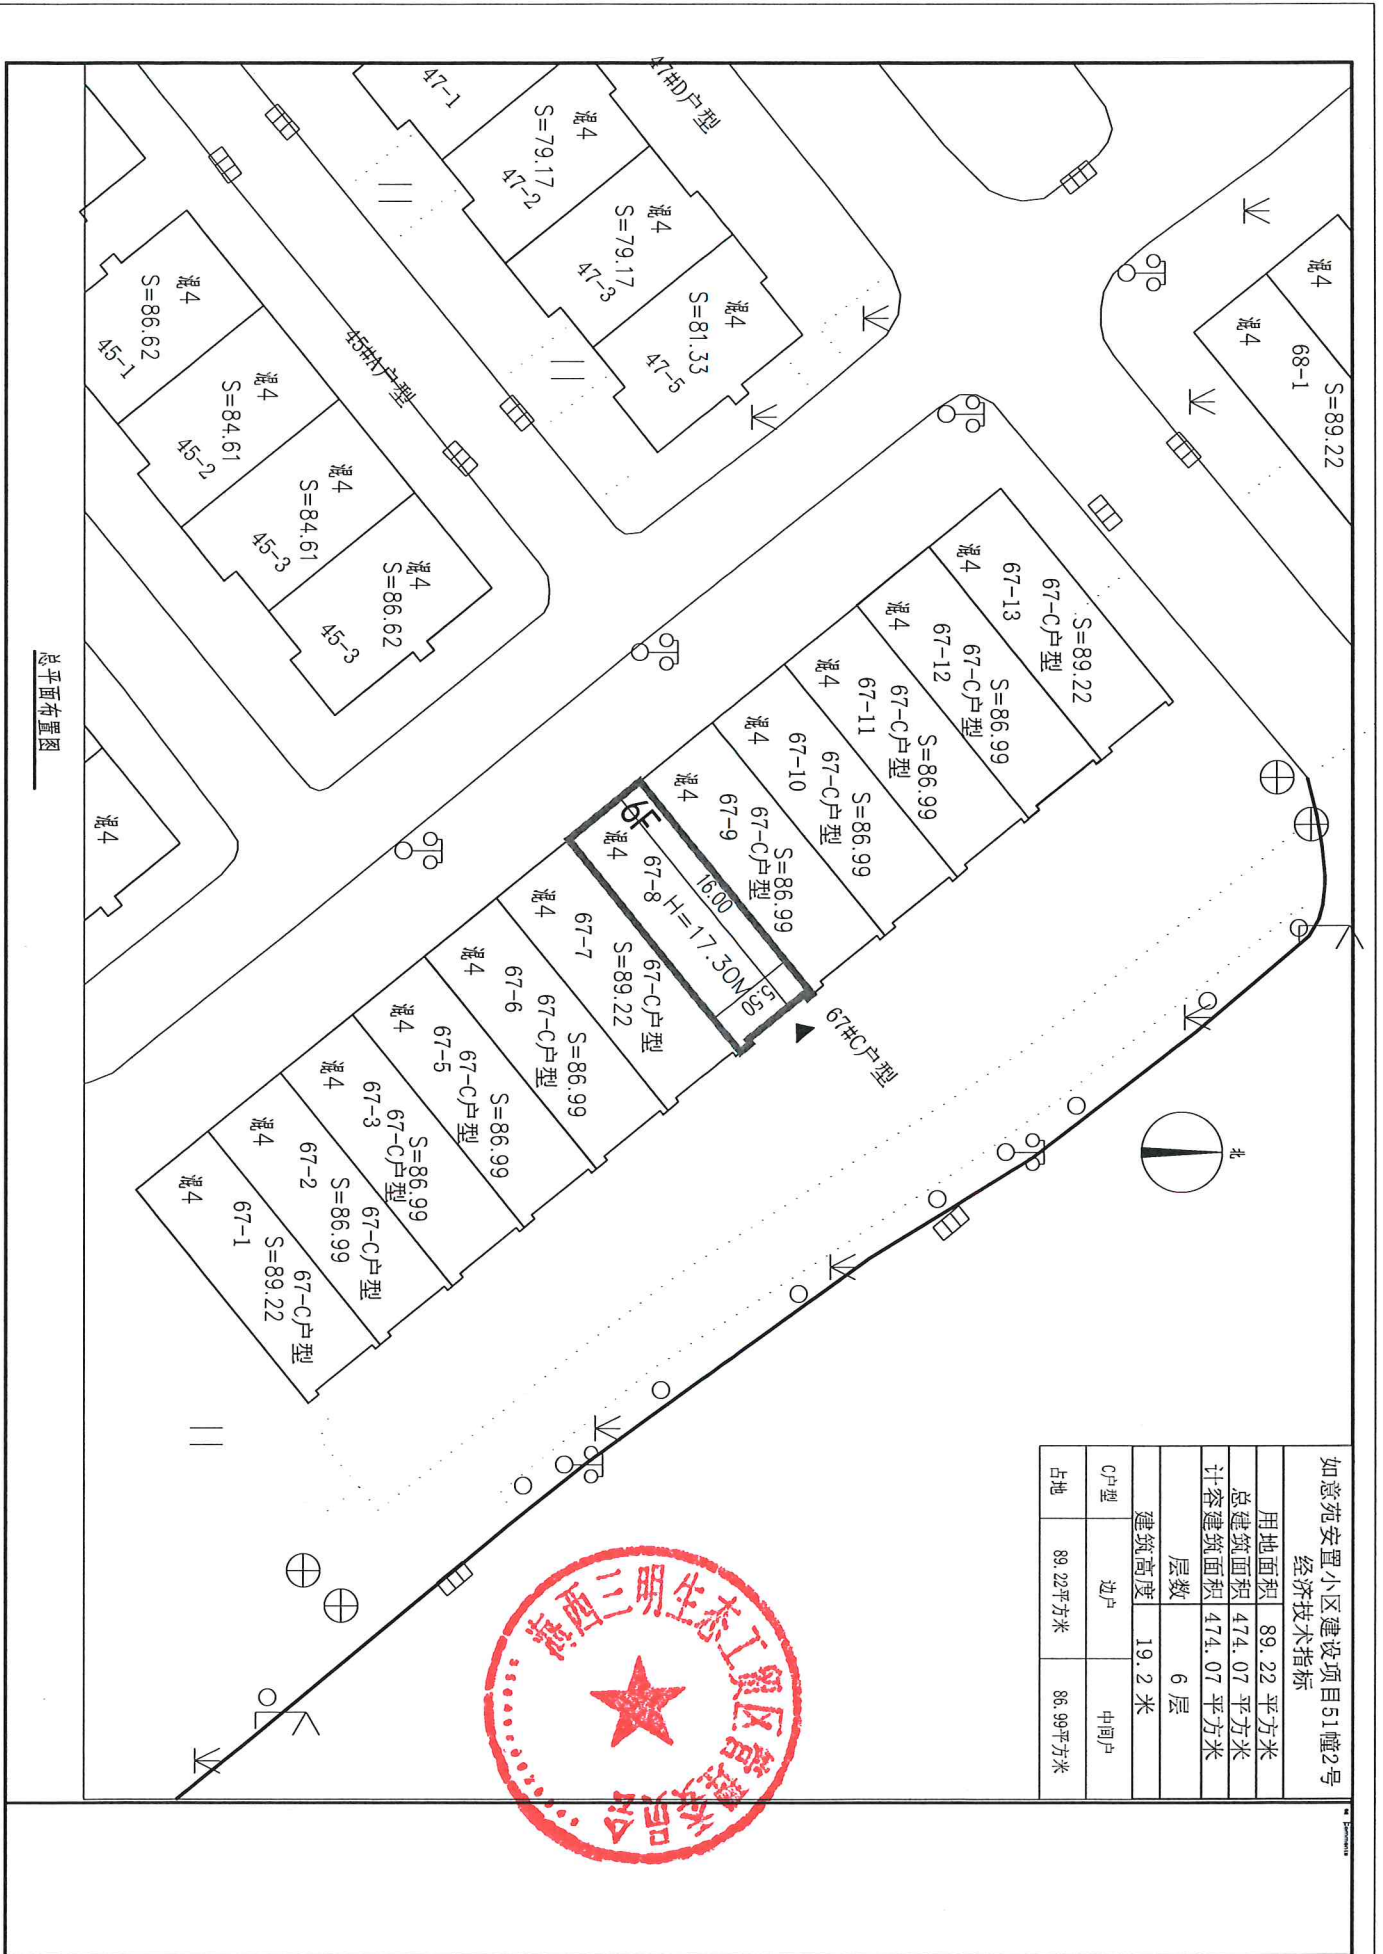 如意苑安置小区建设项目51幢2号
经济技术指标
用地面积 89.22 平方米
总建筑面积 474.07 平方米
计容建筑面积 474.07 平方米
层数 6 层
建筑高度 19.2 米
C户型 边户 中间户
占地 89.22平方米 86.99平方米
北
混4
S=89.22
68-1
混4
47#D户型
47-1
混4
S=79.17
47-2
混4
S=79.17
47-3
混4
S=81.33
47-5
45#A户型
混4
S=86.62
45-1
混4
S=84.61
45-2
混4
S=84.61
45-3
混4
S=86.62
45-3
混4
S=89.22
67-C户型
67-13
混4
S=86.99
67-C户型
67-12
混4
S=86.99
67-C户型
67-11
混4
S=86.99
67-C户型
67-10
混4
S=86.99
67-C户型
67-9
混4
6F
16.00
5.50
67-8
H=17.30M
混4
67#C户型
67-C户型
S=89.22
67-7
混4
S=86.99
67-C户型
67-6
混4
S=86.99
67-C户型
67-5
混4
S=86.99
67-C户型
67-3
混4
67-C户型
S=86.99
67-2
混4
67-C户型
S=89.22
67-1
混4
总平面布置图
海西三明生态工贸区管理委员会